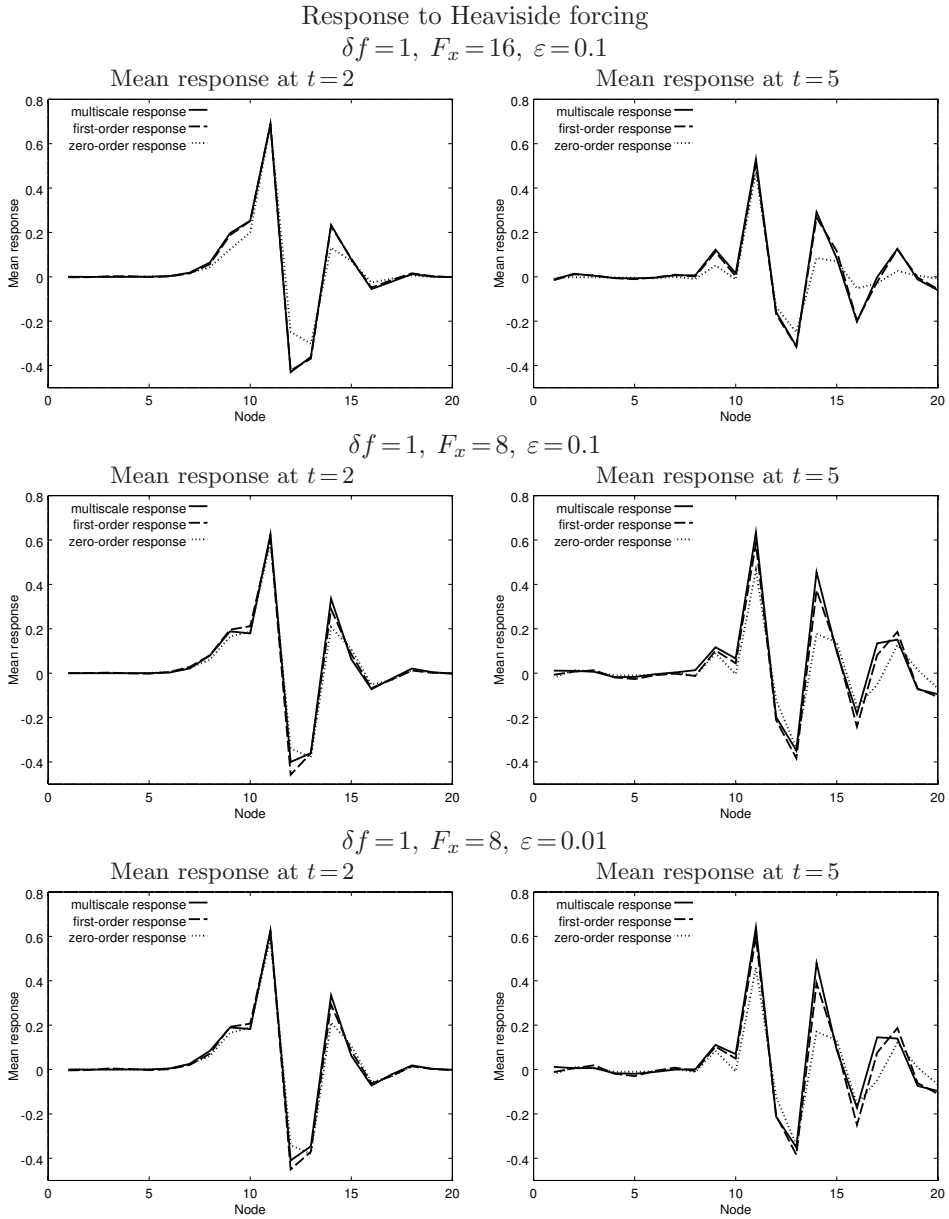 Response to Heaviside forcing
δf=1, Fₓ=16, ε=0.1
Mean response at t=2
0.8
0.6
0.4
0.2
0
-0.2
-0.4
Mean response
multiscale response
first-order response
zero-order response
0 5 10 15 20
Node
Mean response at t=5
0.8
0.6
0.4
0.2
0
-0.2
-0.4
Mean response
multiscale response
first-order response
zero-order response
0 5 10 15 20
Node
δf=1, Fₓ=8, ε=0.1
Mean response at t=2
0.8
0.6
0.4
0.2
0
-0.2
-0.4
Mean response
multiscale response
first-order response
zero-order response
0 5 10 15 20
Node
Mean response at t=5
0.8
0.6
0.4
0.2
0
-0.2
-0.4
Mean response
multiscale response
first-order response
zero-order response
0 5 10 15 20
Node
δf=1, Fₓ=8, ε=0.01
Mean response at t=2
0.8
0.6
0.4
0.2
0
-0.2
-0.4
Mean response
multiscale response
first-order response
zero-order response
0 5 10 15 20
Node
Mean response at t=5
0.8
0.6
0.4
0.2
0
-0.2
-0.4
Mean response
multiscale response
first-order response
zero-order response
0 5 10 15 20
Node